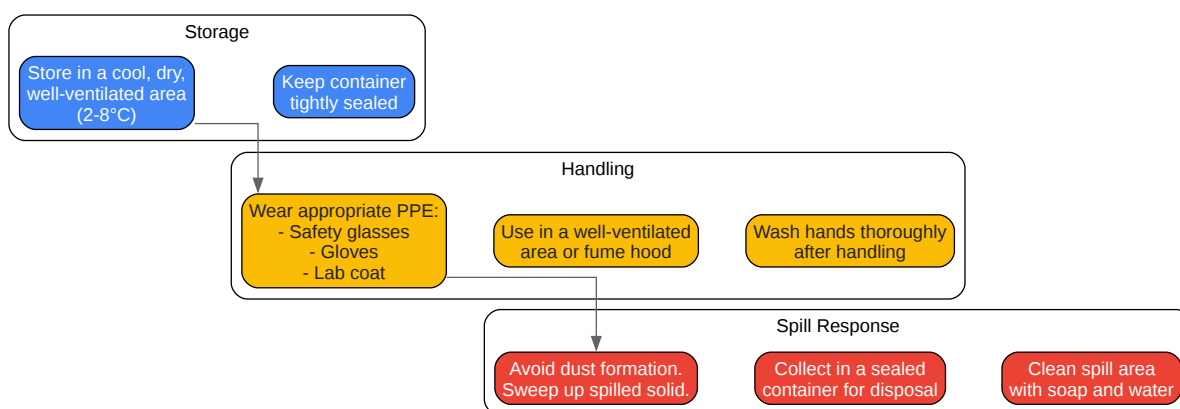 Storage
Store in a cool, dry,
well-ventilated area
(2-8°C)
Keep container
tightly sealed
Handling
Wear appropriate PPE:
- Safety glasses
- Gloves
- Lab coat
Use in a well-ventilated
area or fume hood
Wash hands thoroughly
after handling
Spill Response
Avoid dust formation.
Sweep up spilled solid.
Collect in a sealed
container for disposal
Clean spill area
with soap and water